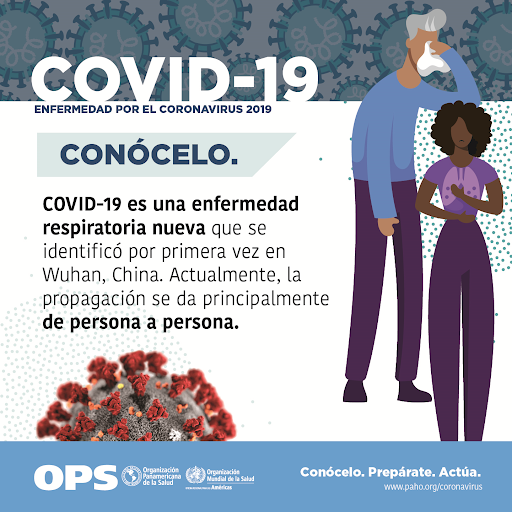 COVID-19
ENFERMEDAD POR EL CORONAVIRUS 2019
CONÓCELO.
COVID-19 es una enfermedad
respiratoria nueva que se
identificó por primera vez en
Wuhan, China. Actualmente, la
propagación se da principalmente
de persona a persona.
OPS
Organización
Panamericana
de la Salud
Organización
Mundial de la Salud
Américas
Conócelo. Prepárate. Actúa.
www.paho.org/coronavirus